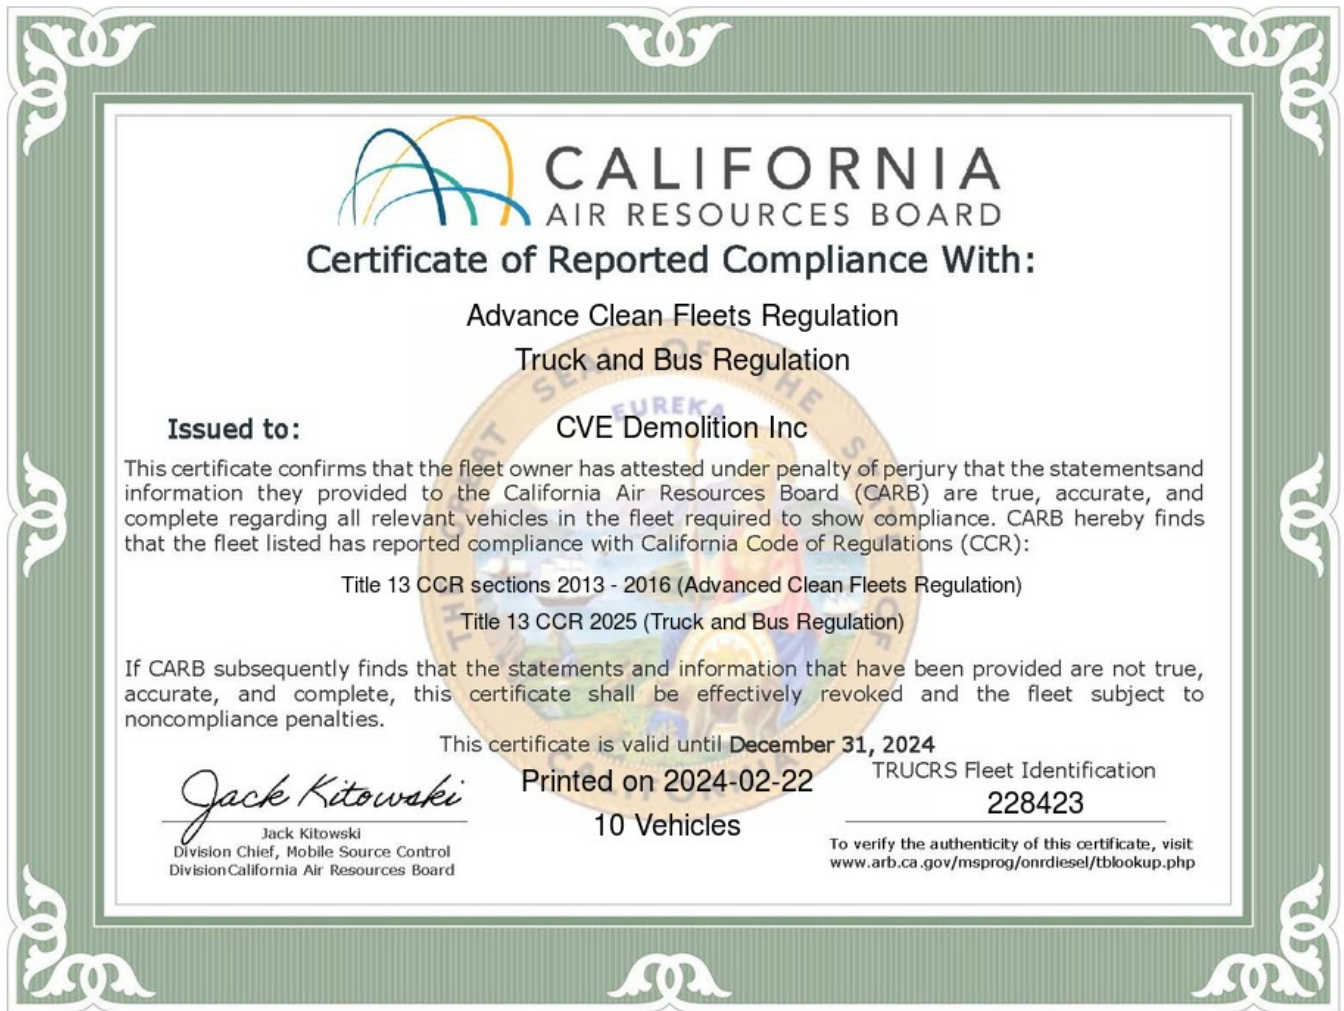 CALIFORNIA
AIR RESOURCES BOARD
Certificate of Reported Compliance With:
Advance Clean Fleets Regulation
Truck and Bus Regulation
THE GREAT SEAL OF THE STATE OF CALIFORNIA
EUREKA
Issued to:
CVE Demolition Inc
This certificate confirms that the fleet owner has attested under penalty of perjury that the statementsand
information they provided to the California Air Resources Board (CARB) are true, accurate, and
complete regarding all relevant vehicles in the fleet required to show compliance. CARB hereby finds
that the fleet listed has reported compliance with California Code of Regulations (CCR):
Title 13 CCR sections 2013 - 2016 (Advanced Clean Fleets Regulation)
Title 13 CCR 2025 (Truck and Bus Regulation)
If CARB subsequently finds that the statements and information that have been provided are not true,
accurate, and complete, this certificate shall be effectively revoked and the fleet subject to
noncompliance penalties.
This certificate is valid until December 31, 2024
Jack Kitowski
Jack Kitowski
Division Chief, Mobile Source Control
DivisionCalifornia Air Resources Board
Printed on 2024-02-22
10 Vehicles
TRUCRS Fleet Identification
228423
To verify the authenticity of this certificate, visit
www.arb.ca.gov/msprog/onrdiesel/tblookup.php